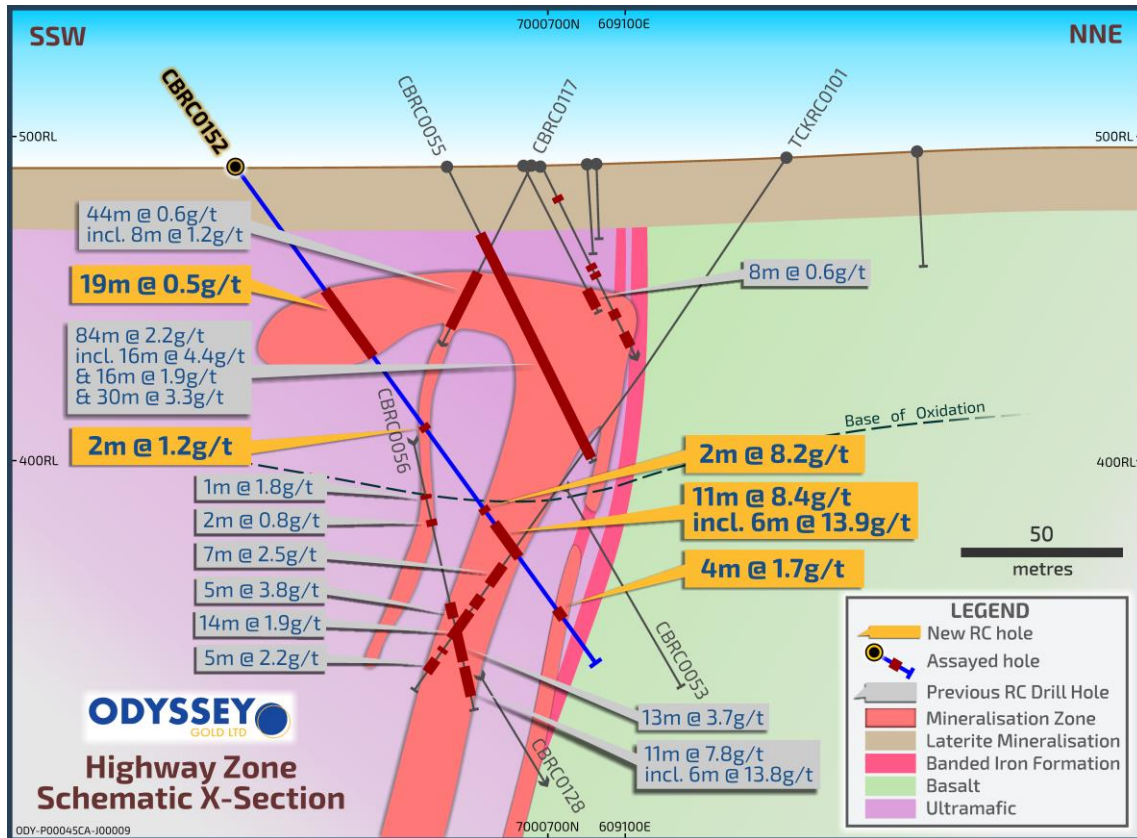 7000700N
609100E
SSW
NNE
500RL
500RL
CBRC0152
CBRC0055
CBRC0117
TCKRC0101
44m @ 0.6g/t
incl. 8m @ 1.2g/t
19m @ 0.5g/t
8m @ 0.6g/t
84m @ 2.2g/t
incl. 16m @ 4.4g/t
& 16m @ 1.9g/t
& 30m @ 3.3g/t
Base of Oxidation
2m @ 1.2g/t
CBRC0056
400RL
400RL
2m @ 8.2g/t
1m @ 1.8g/t
11m @ 8.4g/t
incl. 6m @ 13.9g/t
2m @ 0.8g/t
7m @ 2.5g/t
4m @ 1.7g/t
5m @ 3.8g/t
14m @ 1.9g/t
5m @ 2.2g/t
CBRC0053
50
metres
LEGEND
New RC hole
Assayed hole
Previous RC Drill Hole
Mineralisation Zone
Laterite Mineralisation
Banded Iron Formation
Basalt
Ultramafic
13m @ 3.7g/t
11m @ 7.8g/t
incl. 6m @ 13.8g/t
CBRC0128
ODYSSEY
GOLD LTD
Highway Zone
Schematic X-Section
ODY-P00045CA-J00009
7000700N
609100E